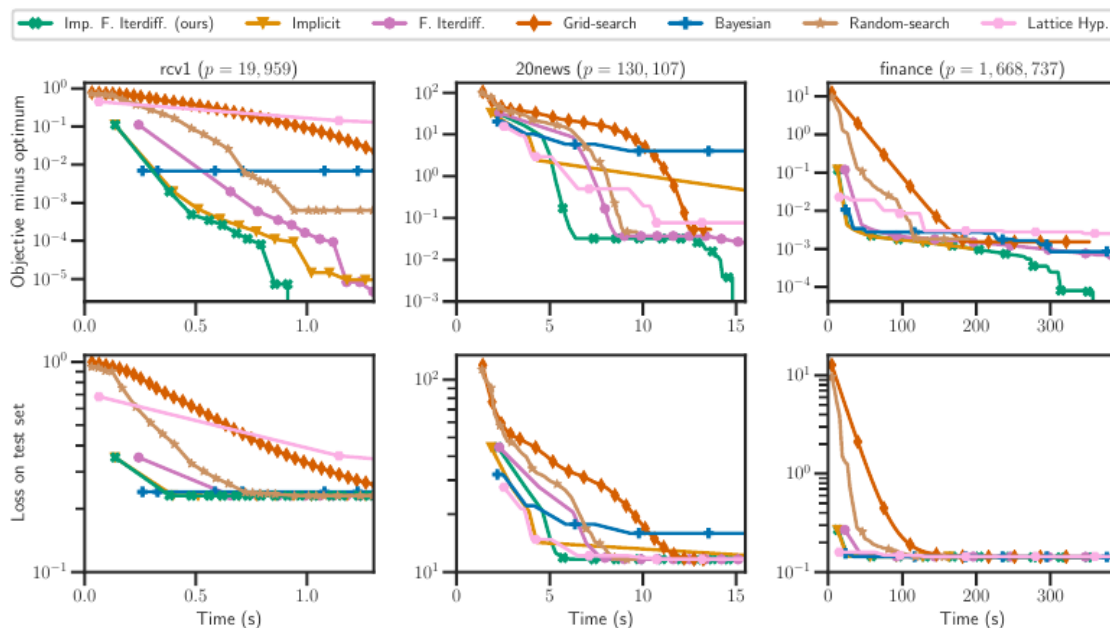 Imp. F. Iterdiff. (ours) Implicit F. Iterdiff. Grid-search Bayesian Random-search Lattice Hyp.
rcv1 (p = 19, 959) 20news (p = 130, 107) finance (p = 1, 668, 737)
Objective minus optimum
10^0
10^-1
10^-2
10^-3
10^-4
10^-5
0.0 0.5 1.0
10^2
10^1
10^0
10^-1
10^-2
10^-3
0 5 10 15
10^1
10^0
10^-1
10^-2
10^-3
10^-4
0 100 200 300
Loss on test set
10^0
10^-1
0.0 0.5 1.0
Time (s)
10^2
10^1
0 5 10 15
Time (s)
10^1
10^0
10^-1
0 100 200 300
Time (s)